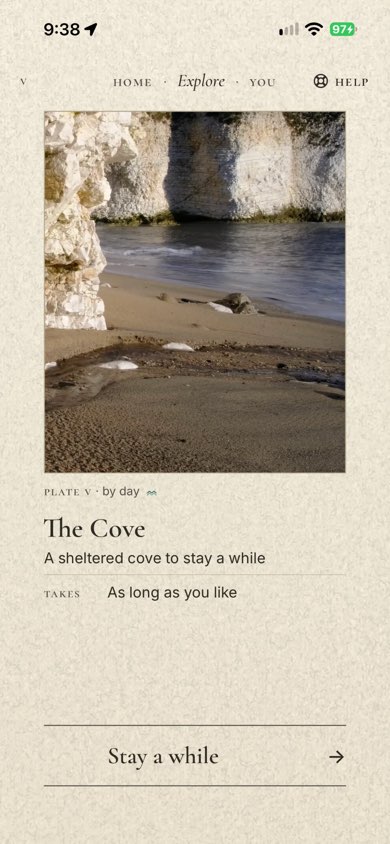 9:38
97
V
HOME · Explore · YOU
HELP
PLATE V · by day
The Cove
A sheltered cove to stay a while
TAKES As long as you like
Stay a while →